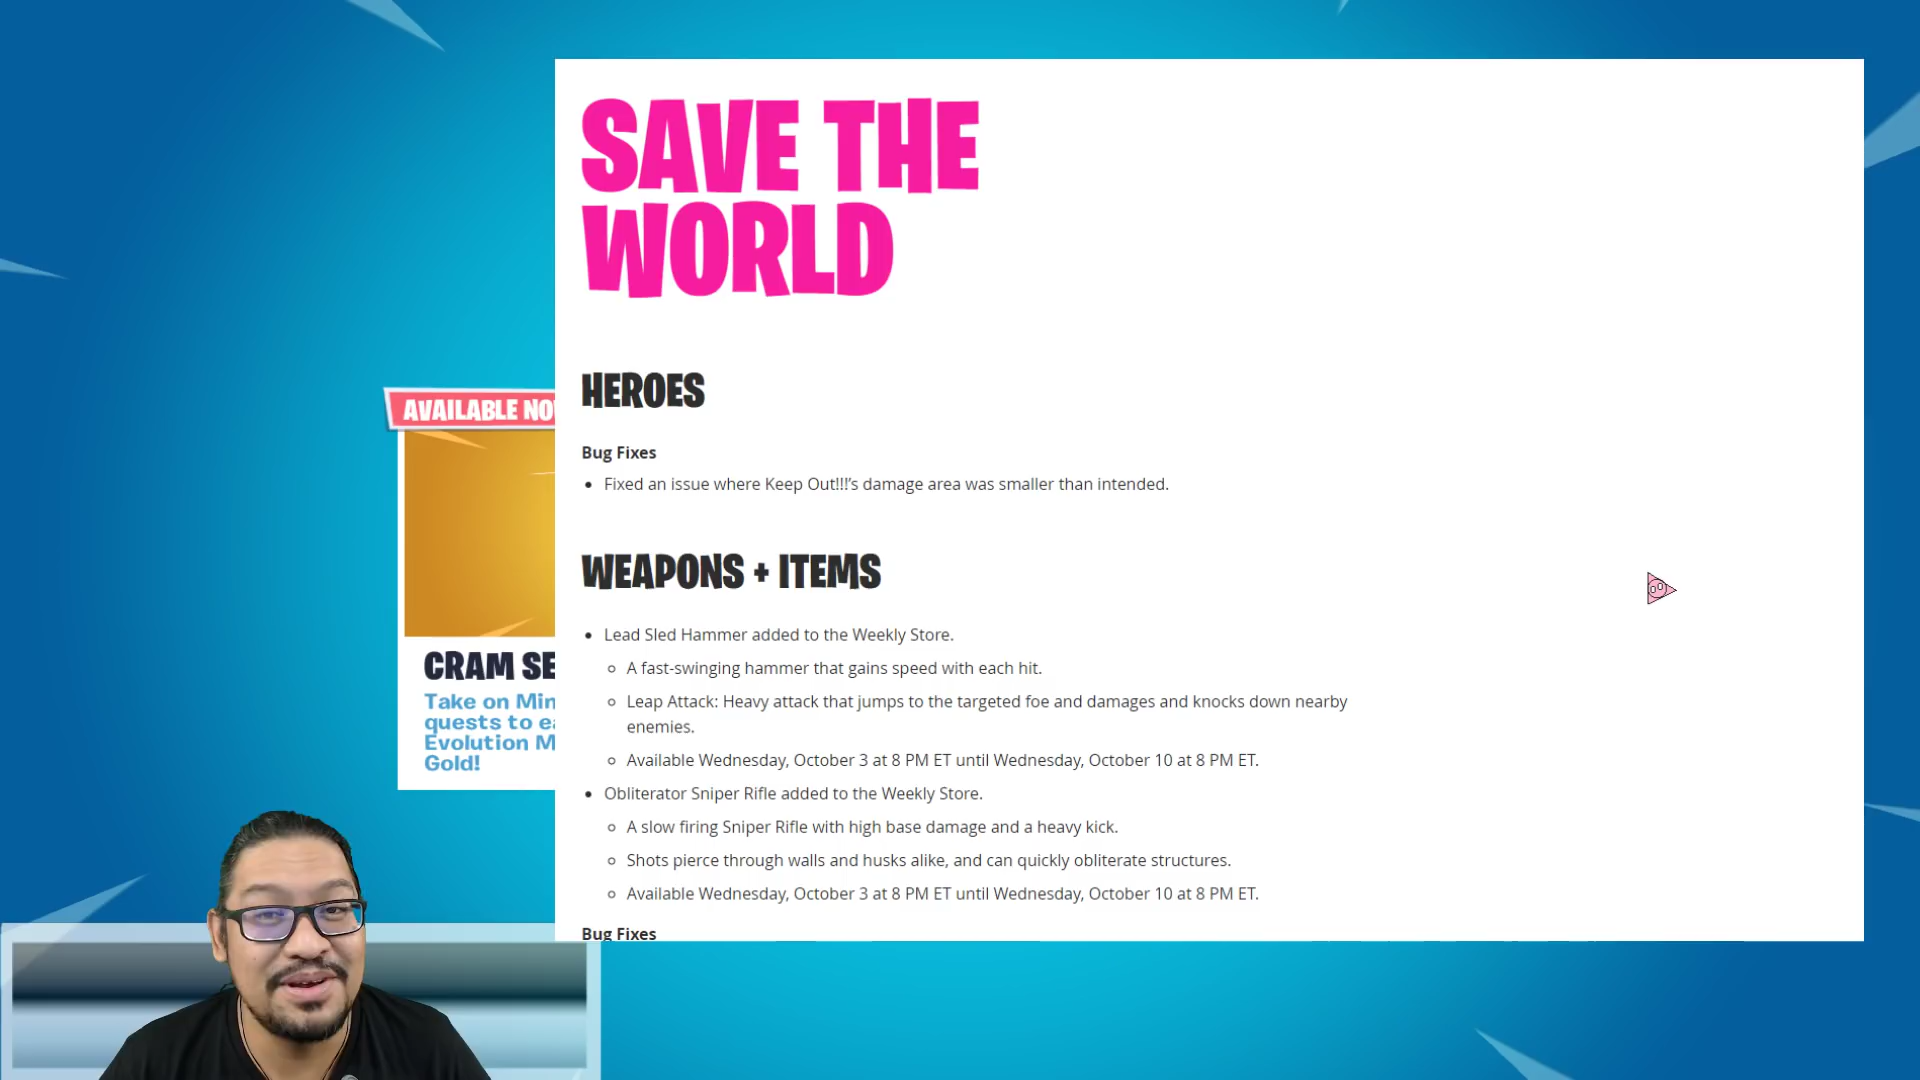 SAVE THE
WORLD
HEROES
Bug Fixes
• Fixed an issue where Keep Out!!!'s damage area was smaller than intended.
WEAPONS + ITEMS
• Lead Sled Hammer added to the Weekly Store.
○ A fast-swinging hammer that gains speed with each hit.
○ Leap Attack: Heavy attack that jumps to the targeted foe and damages and knocks down nearby
enemies.
○ Available Wednesday, October 3 at 8 PM ET until Wednesday, October 10 at 8 PM ET.
• Obliterator Sniper Rifle added to the Weekly Store.
○ A slow firing Sniper Rifle with high base damage and a heavy kick.
○ Shots pierce through walls and husks alike, and can quickly obliterate structures.
○ Available Wednesday, October 3 at 8 PM ET until Wednesday, October 10 at 8 PM ET.
Bug Fixes
AVAILABLE
CRAM
Take on
quests to
Evolution
Gold!